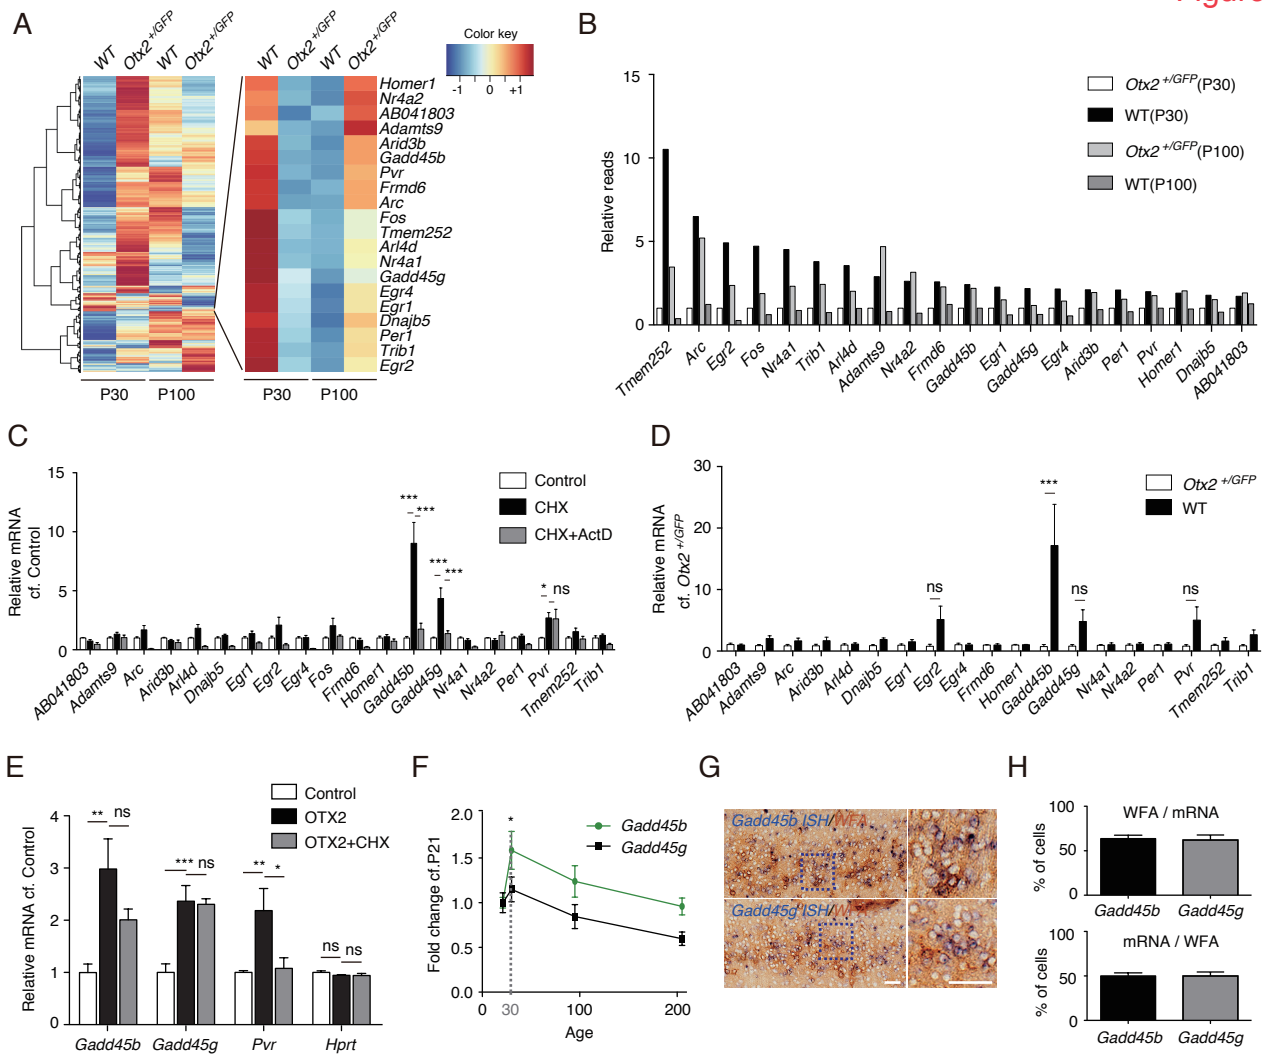 Figure
A
WT
Otx2+/GFP
WT
Otx2+/GFP
WT
Otx2+/GFP
WT
Otx2+/GFP
Color key
-1 0 +1
Homer1
Nr4a2
AB041803
Adamts9
Arid3b
Gadd45b
Pvr
Frmd6
Arc
Fos
Tmem252
Arl4d
Nr4a1
Gadd45g
Egr4
Egr1
Dnajb5
Per1
Trib1
Egr2
P30 P100 P30 P100
B
Relative reads
15
10
5
0
Otx2+/GFP(P30)
WT(P30)
Otx2+/GFP(P100)
WT(P100)
Tmem252 Arc Egr2 Fos Nr4a1 Trib1 Arl4d Adamts9 Nr4a2 Frmd6 Gadd45b Egr1 Gadd45g Egr4 Arid3b Per1 Pvr Homer1 Dnajb5 AB041803
C
Relative mRNA
cf. Control
15
10
5
0
Control
CHX
CHX+ActD
*** ***
*** ***
* ns
AB041803 Adamts9 Arc Arid3b Arl4d Dnajb5 Egr1 Egr2 Egr4 Fos Frmd6 Homer1 Gadd45b Gadd45g Nr4a1 Nr4a2 Per1 Pvr Tmem252 Trib1
D
Relative mRNA
cf. Otx2+/GFP
30
20
10
0
Otx2+/GFP
WT
ns *** ns ns
AB041803 Adamts9 Arc Arid3b Arl4d Dnajb5 Egr1 Egr2 Egr4 Frmd6 Homer1 Gadd45b Gadd45g Nr4a1 Nr4a2 Per1 Pvr Tmem252 Trib1
E
Relative mRNA cf. Control
4
3
2
1
0
Control
OTX2
OTX2+CHX
** ns
*** ns
** *
ns ns
Gadd45b Gadd45g Pvr Hprt
F
Fold change cf.P21
2.0
1.5
1.0
0.5
0.0
*
Gadd45b
Gadd45g
0 30 100 200
Age
G
Gadd45b ISH/WFA
Gadd45g ISH/WFA
H
% of cells
100
50
0
WFA / mRNA
Gadd45b Gadd45g
% of cells
100
50
0
mRNA / WFA
Gadd45b Gadd45g